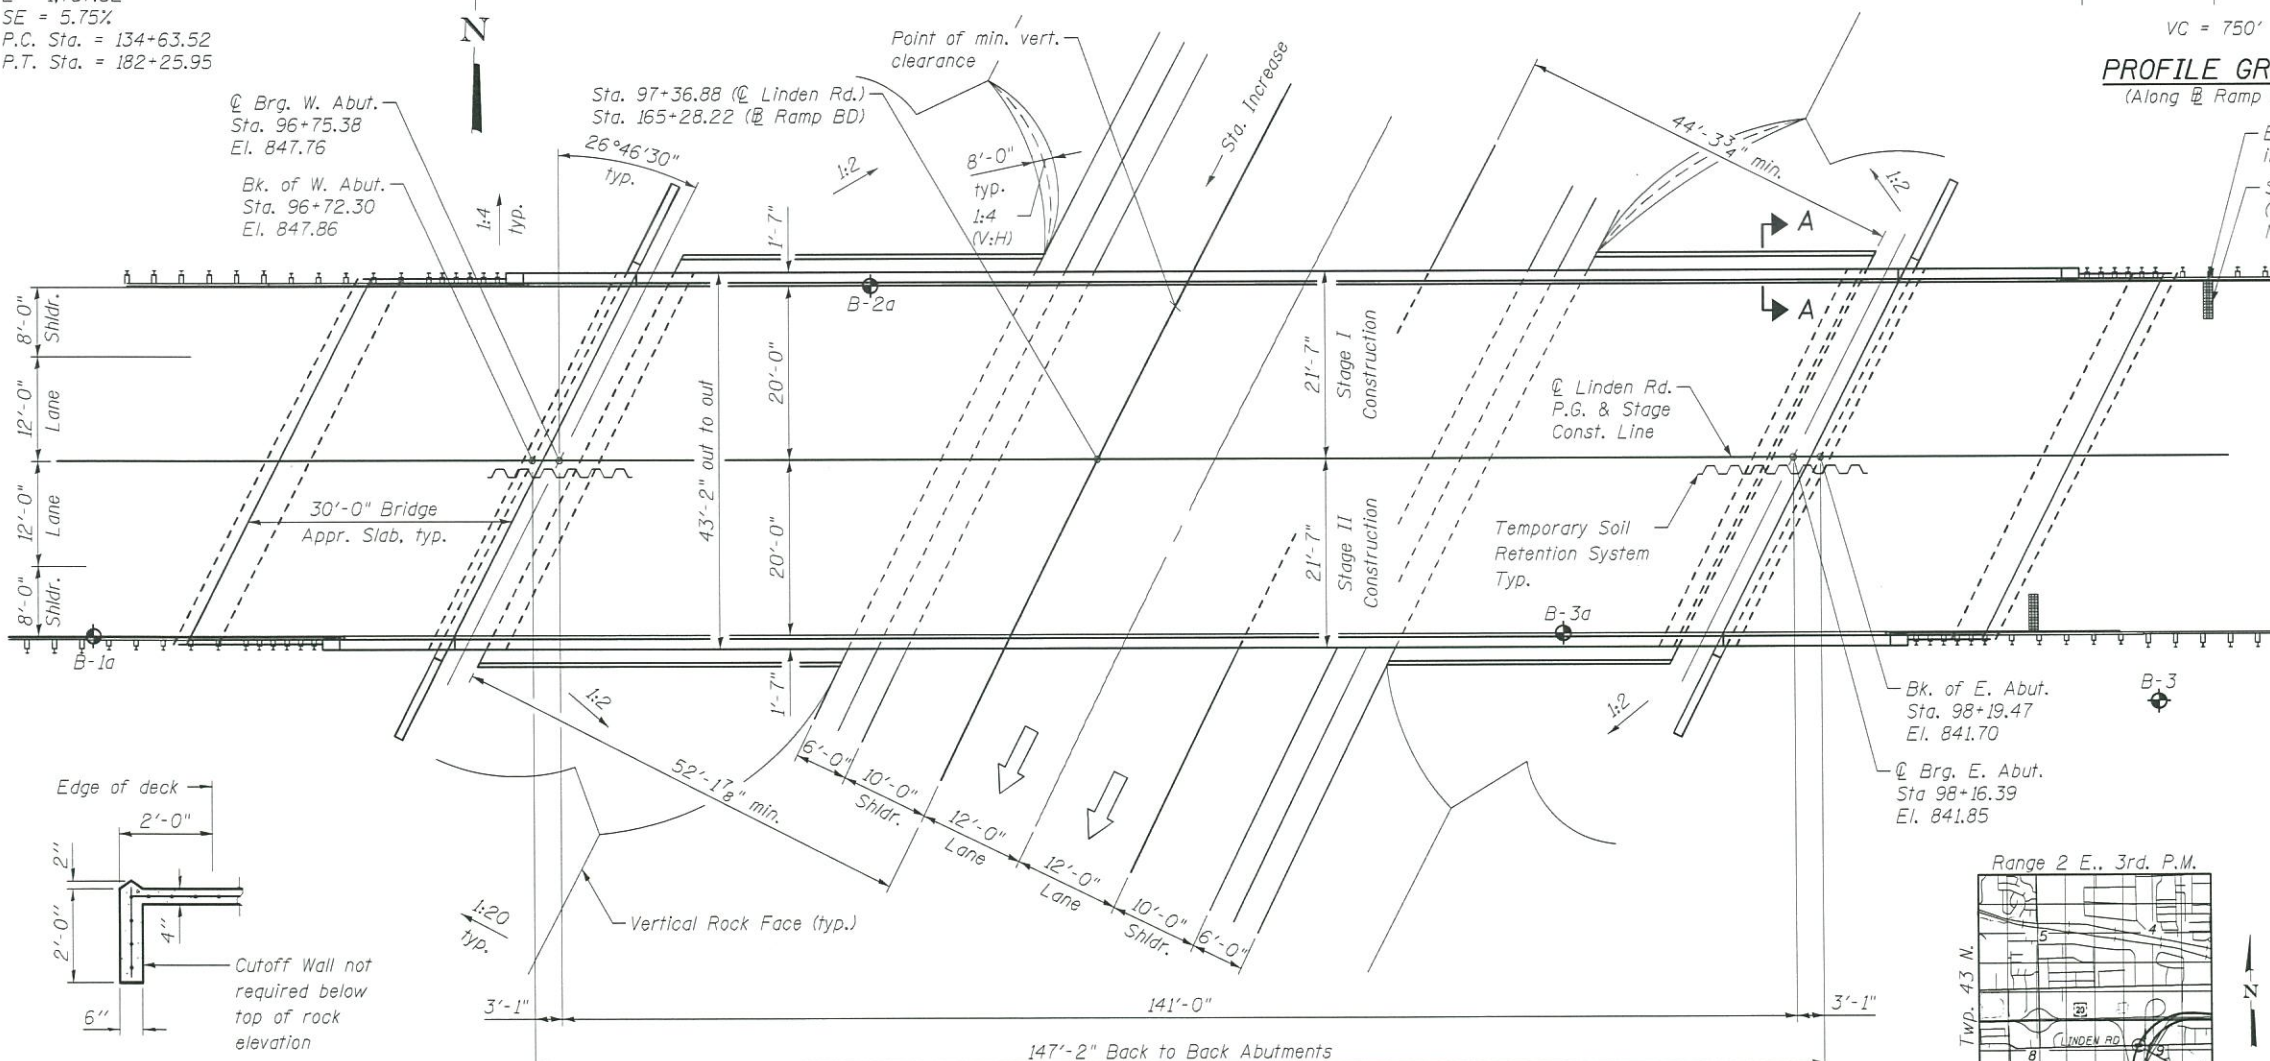 SE = 5.75%
P.C. Sta. = 134+63.52
P.T. Sta. = 182+25.95
N
℄ Brg. W. Abut.
Sta. 96+75.38
El. 847.76
Bk. of W. Abut.
Sta. 96+72.30
El. 847.86
1:4
typ.
26°46'30"
typ.
Sta. 97+36.88 (℄ Linden Rd.)
Sta. 165+28.22 (B Ramp BD)
Point of min. vert.
clearance
1:2
8'-0"
typ.
1:4
(V:H)
Sta. Increase
44'-3 3/4" min.
1:2
VC = 750'
PROFILE GR
(Along B Ramp
A
A
1'-7"
B-2a
8'-0"
Shldr.
12'-0"
Lane
12'-0"
Lane
8'-0"
Shldr.
43'-2" out to out
20'-0"
20'-0"
21'-7"
Stage I
Construction
21'-7"
Stage II
Construction
℄ Linden Rd.
P.G. & Stage
Const. Line
30'-0" Bridge
Appr. Slab, typ.
Temporary Soil
Retention System
Typ.
B-3a
B-1a
1'-7"
1:2
1:2
Bk. of E. Abut.
Sta. 98+19.47
El. 841.70
B-3
℄ Brg. E. Abut.
Sta 98+16.39
El. 841.85
52'-1 7/8" min.
6'-0"
10'-0"
Shldr.
12'-0"
Lane
12'-0"
Lane
10'-0"
Shldr.
6'-0"
Edge of deck
2'-0"
2"
2'-0"
4"
6"
Cutoff Wall not
required below
top of rock
elevation
1:20
typ.
Vertical Rock Face (typ.)
3'-1"
141'-0"
3'-1"
147'-2" Back to Back Abutments
Range 2 E., 3rd. P.M.
Twp. 43 N.
5
4
20
LINDEN RD
8
9
N